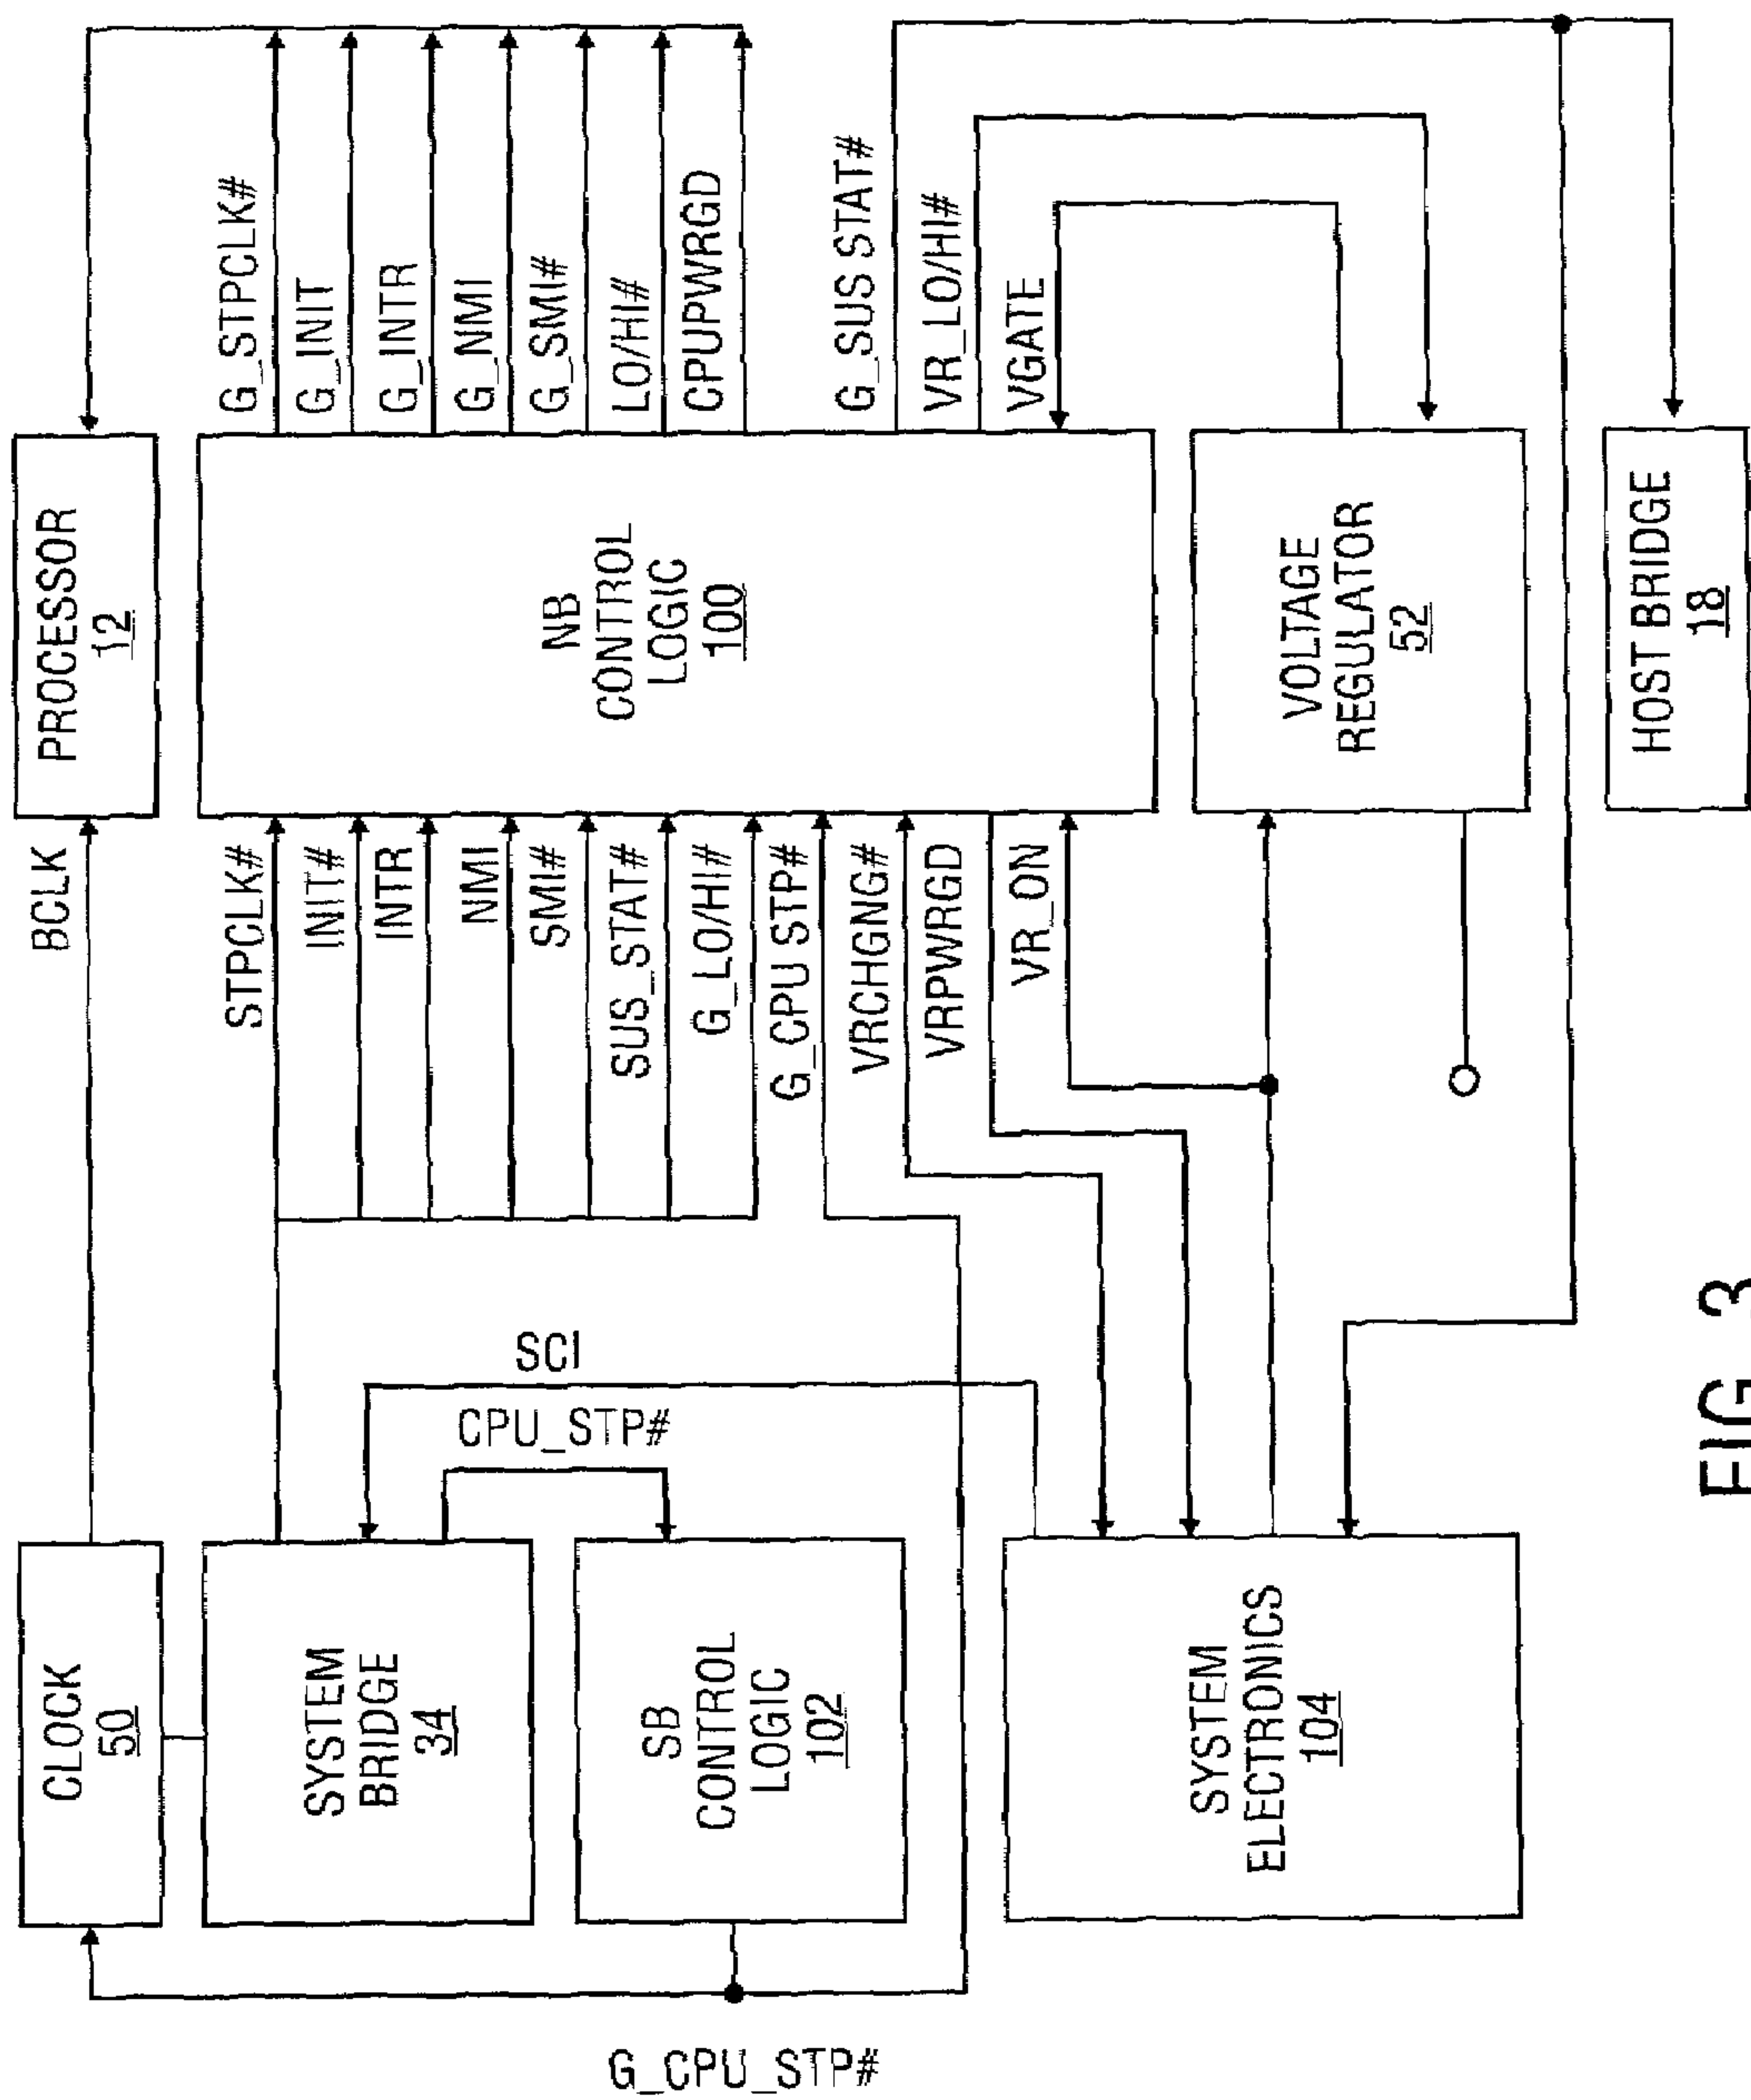 CLOCK
50
BCLK
PROCESSOR
12
SYSTEM
BRIDGE
34
SCI
CPU_STP#
SB
CONTROL
LOGIC
102
G_CPU_STP#
STPCLK#
INIT#
INTR
NMI
SMI#
SUS_STAT#
G_LO/HI#
G_CPU STP#
VRCHGNG#
VRPWRGD
VR_ON
NB
CONTROL
LOGIC
100
G_STPCLK#
G_INIT
G_INTR
G_NMI
G_SMI#
LO/HI#
CPUPWRGD
G_SUS STAT#
VR_LO/HI#
VGATE
SYSTEM
ELECTRONICS
104
VOLTAGE
REGULATOR
52
HOST BRIDGE
18
FIG 3